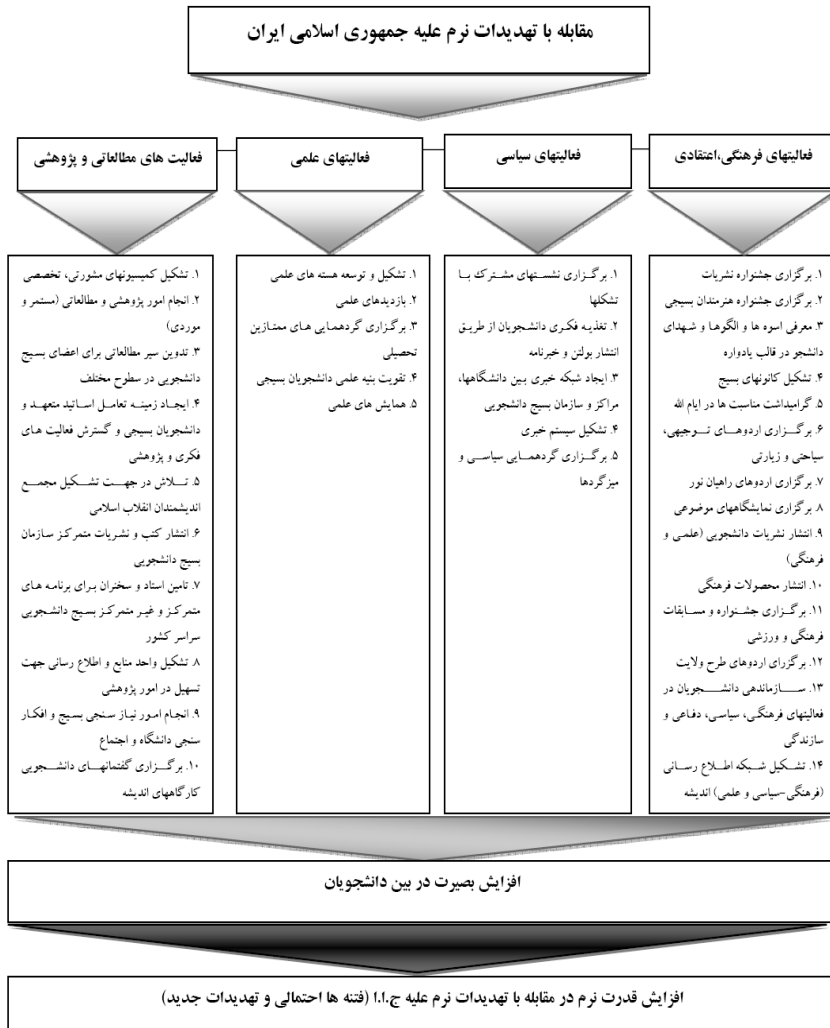 مقابله با تهدیدات نرم علیه جمهوری اسلامی ایران
فعالیتهای فرهنگی،اعتقادی
۱. برگزاری جشنواره نشریات
۲. برگزاری جشنواره هنرمندان بسیجی
۳. معرفی اسوه ها و الگوها و شهدای
دانشجو در قالب یادواره
۴. تشکیل کانونهای بسیج
۵. گرامیداشت مناسبت ها در ایام الله
۶. برگزاری اردوهای توجیهی،
سیاحتی و زیارتی
۷. برگزاری اردوهای راهیان نور
۸. برگزاری نمایشگاههای موضوعی
۹. انتشار نشریات دانشجویی (علمی و
فرهنگی)
۱۰. انتشار محصولات فرهنگی
۱۱. برگزاری جشنواره و مسابقات
فرهنگی و ورزشی
۱۲. برگزرای اردوهای طرح ولایت
۱۳. سازماندهی دانشجویان در
فعالیتهای فرهنگی، سیاسی، دفاعی و
سازندگی
۱۴. تشکیل شبکه اطلاع رسانی
(فرهنگی-سیاسی و علمی) اندیشه
فعالیتهای سیاسی
۱. برگزاری نشستهای مشترک با
تشکلها
۲. تغذیه فکری دانشجویان از طریق
انتشار بولتن و خبرنامه
۳. ایجاد شبکه خبری بین دانشگاهها،
مراکز و سازمان بسیج دانشجویی
۴. تشکیل سیستم خبری
۵. برگزاری گردهمایی سیاسی و
میزگردها
فعالیتهای علمی
۱. تشکیل و توسعه هسته های علمی
۲. بازدیدهای علمی
۳. برگزاری گردهمایی های ممتازین
تحصیلی
۴. تقویت بنیه علمی دانشجویان بسیجی
۵. همایش های علمی
فعالیت های مطالعاتی و پژوهشی
۱. تشکیل کمیسیونهای مشورتی، تخصصی
۲. انجام امور پژوهشی و مطالعاتی (مستمر و
موردی)
۳. تدوین سیر مطالعاتی برای اعضای بسیج
دانشجویی در سطوح مختلف
۴. ایجاد زمینه تعامل اساتید متعهد و
دانشجویان بسیجی و گسترش فعالیت های
فکری و پژوهشی
۵. تلاش در جهت تشکیل مجمع
اندیشمندان انقلاب اسلامی
۶. انتشار کتب و نشریات متمرکز سازمان
بسیج دانشجویی
۷. تامین استاد و سخنران برای برنامه های
متمرکز و غیر متمرکز بسیج دانشجویی
سراسر کشور
۸. تشکیل واحد منابع و اطلاع رسانی جهت
تسهیل در امور پژوهشی
۹. انجام امور نیاز سنجی بسیج و افکار
سنجی دانشگاه و اجتماع
۱۰. برگزاری گفتمانهای دانشجویی
کارگاههای اندیشه
افزایش بصیرت در بین دانشجویان
افزایش قدرت نرم در مقابله با تهدیدات نرم علیه ج.ا.ا (فتنه ها احتمالی و تهدیدات جدید)